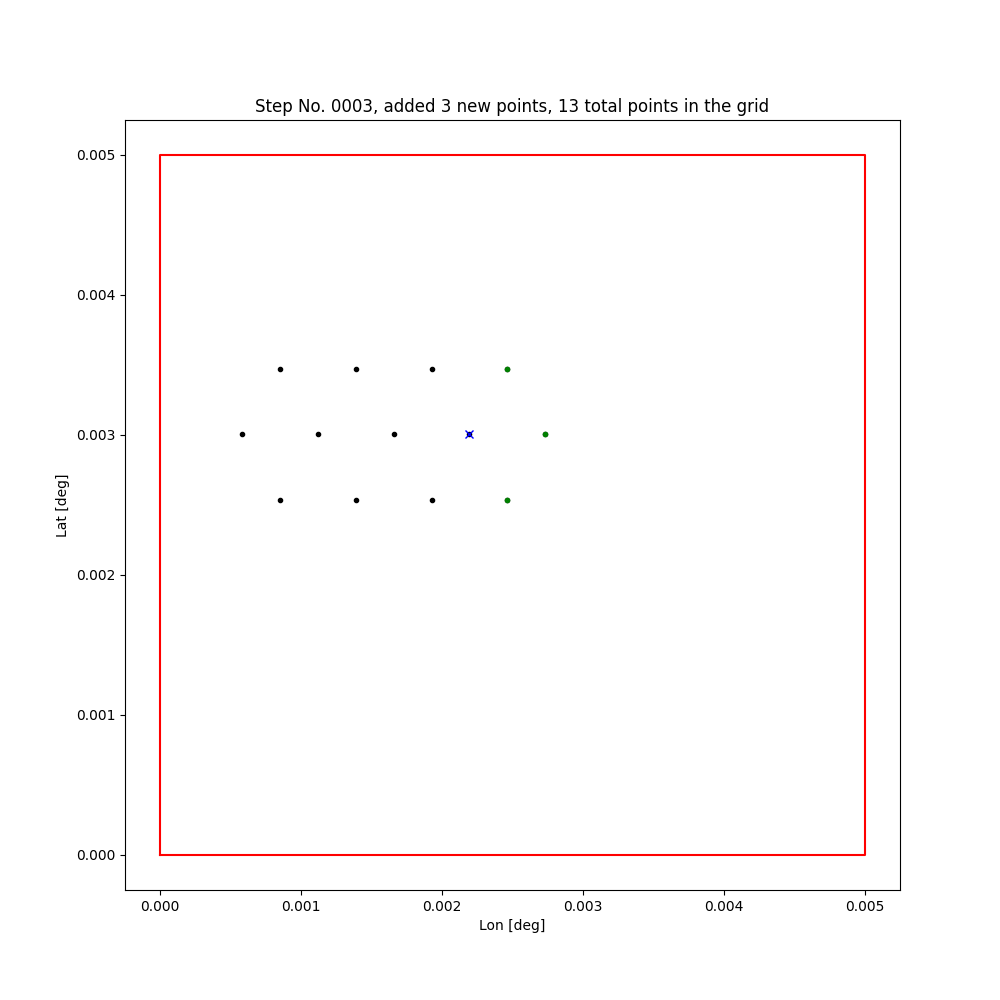 Step No. 0003, added 3 new points, 13 total points in the grid
0.005
0.004
0.003
0.002
0.001
0.000
Lat [deg]
0.000 0.001 0.002 0.003 0.004 0.005
Lon [deg]